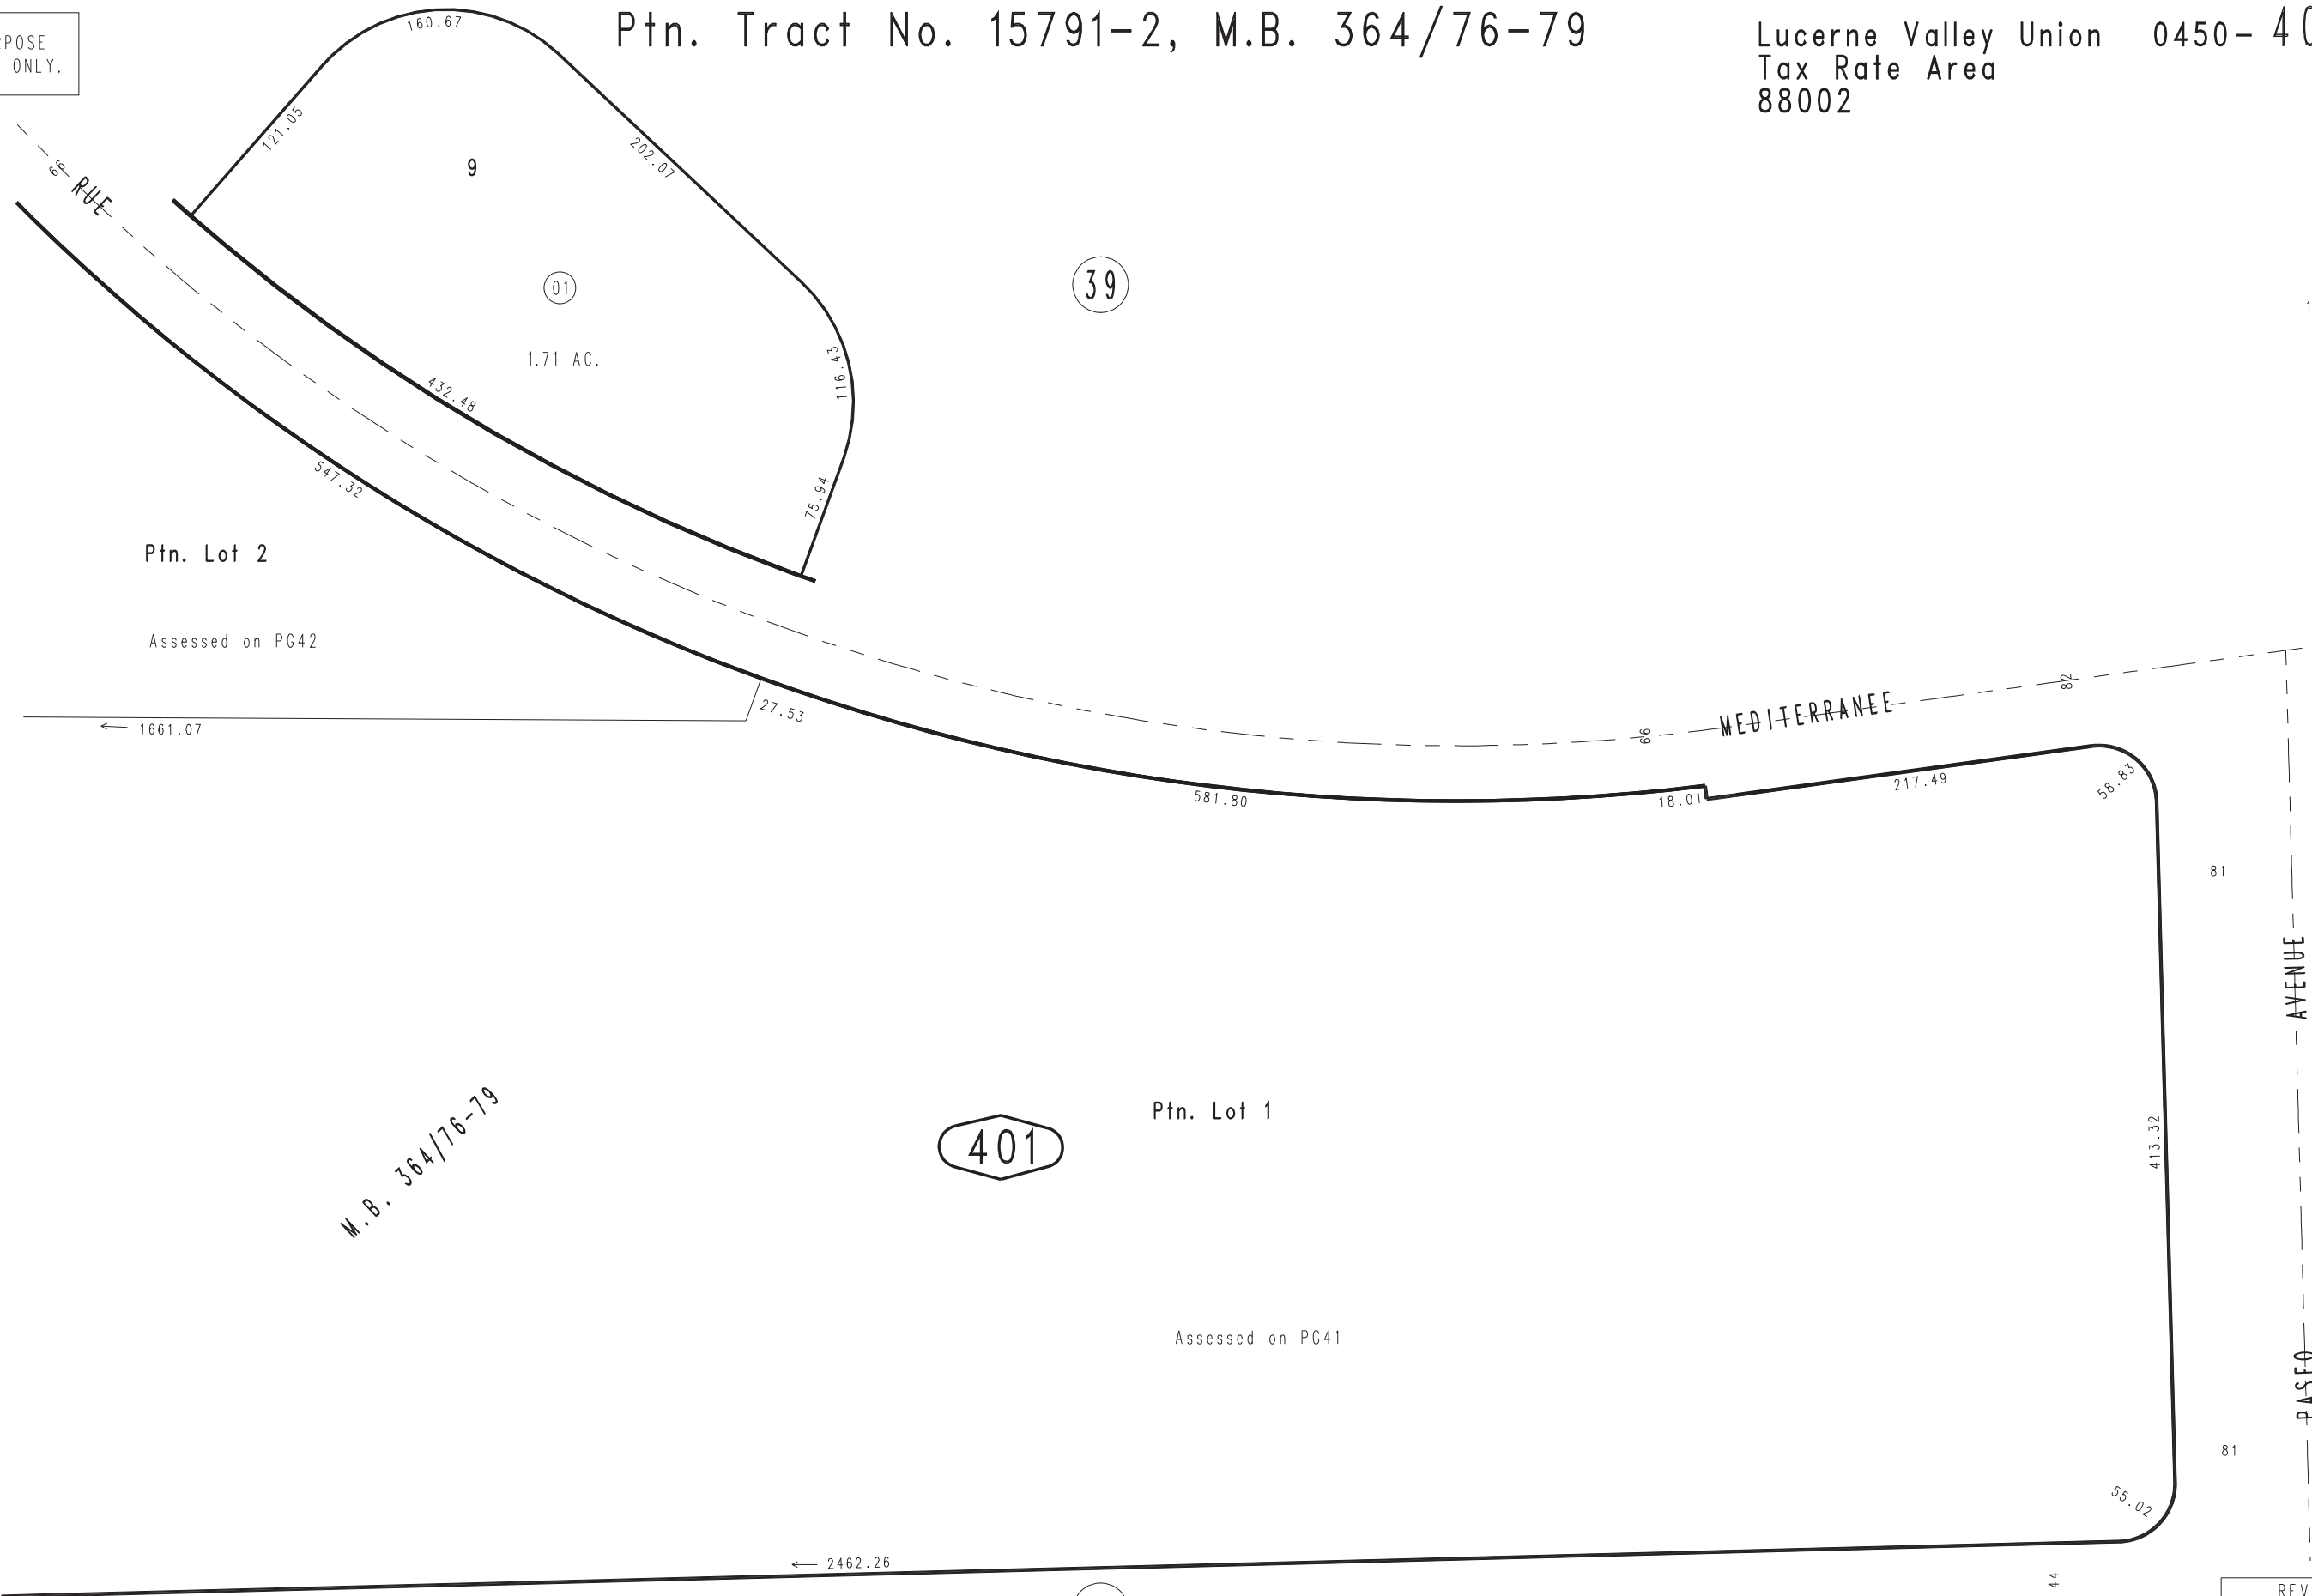 Ptn. Tract No. 15791-2, M.B. 364/76-79
Lucerne Valley Union 0450-
Tax Rate Area
88002
ONLY.
160.67
121.05
202.07
9
66
RUE
39
01
1.71 AC.
116.43
432.48
75.94
547.32
Ptn. Lot 2
Assessed on PG42
27.53
1661.07
MEDITERRANEE
82
66
581.80
18.01
217.49
58.83
81
AVENUE
Ptn. Lot 1
401
M.B. 364/76-79
413.32
Assessed on PG41
PASEO
81
55.02
2462.26
44